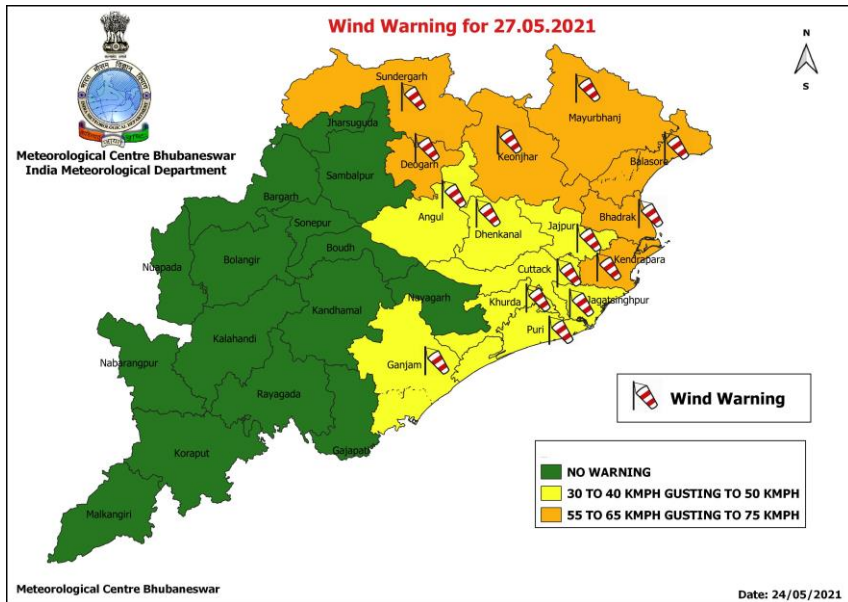 Wind Warning for 27.05.2021
N
S
INDIA METEOROLOGICAL DEPARTMENT
Meteorological Centre Bhubaneswar
India Meteorological Department
Sundergarh
Jharsuguda
Mayurbhanj
Keonjhar
Deogarh
Balasore
Sambalpur
Bargarh
Bhadrak
Angul
Sonepur
Dhenkanal
Jajpur
Boudh
Kendrapara
Bolangir
Nuapada
Cuttack
Nayagarh
Khurda
Jagatsinghpur
Kandhamal
Puri
Kalahandi
Nabarangpur
Ganjam
Rayagada
Koraput
Gajapati
Malkangiri
Wind Warning
NO WARNING
30 TO 40 KMPH GUSTING TO 50 KMPH
55 TO 65 KMPH GUSTING TO 75 KMPH
Meteorological Centre Bhubaneswar
Date: 24/05/2021